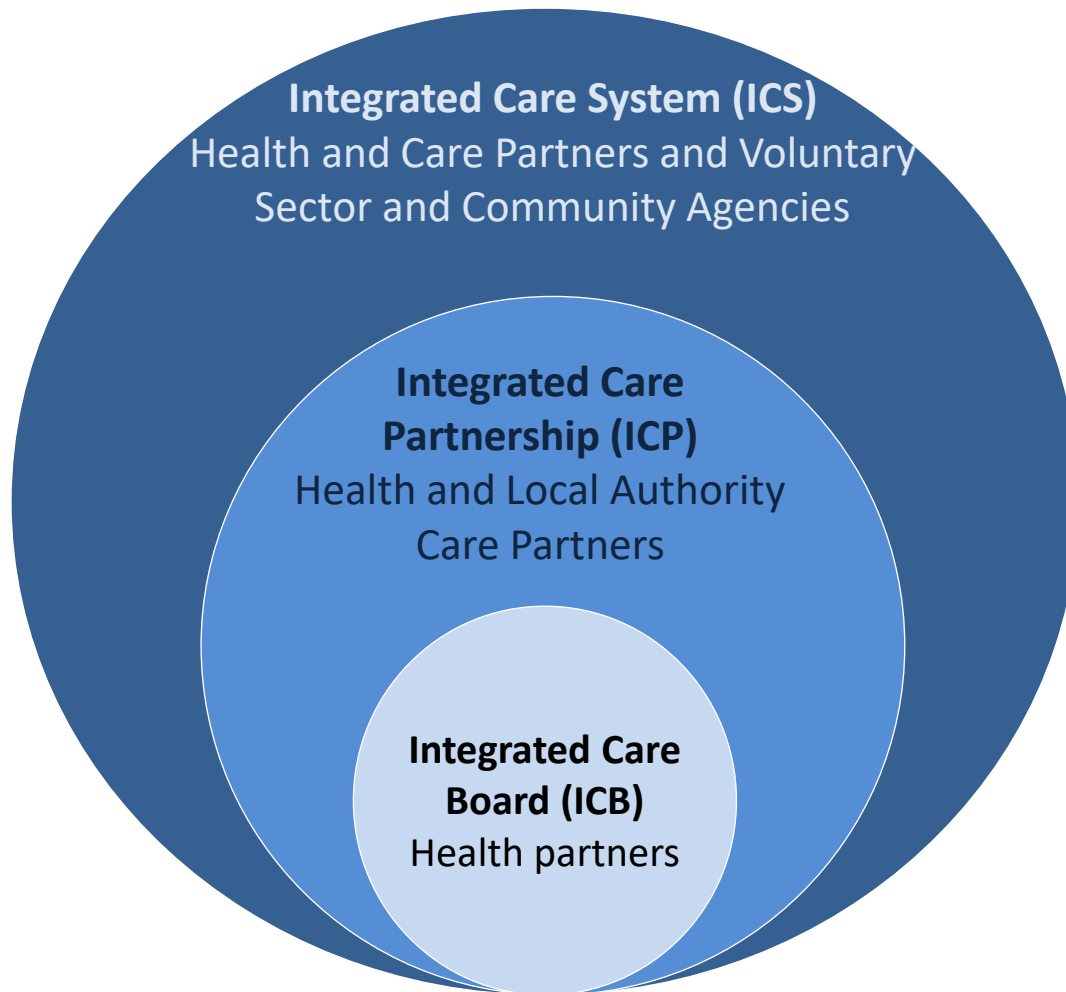 Integrated Care System (ICS)
Health and Care Partners and Voluntary
Sector and Community Agencies
Integrated Care
Partnership (ICP)
Health and Local Authority
Care Partners
Integrated Care
Board (ICB)
Health partners